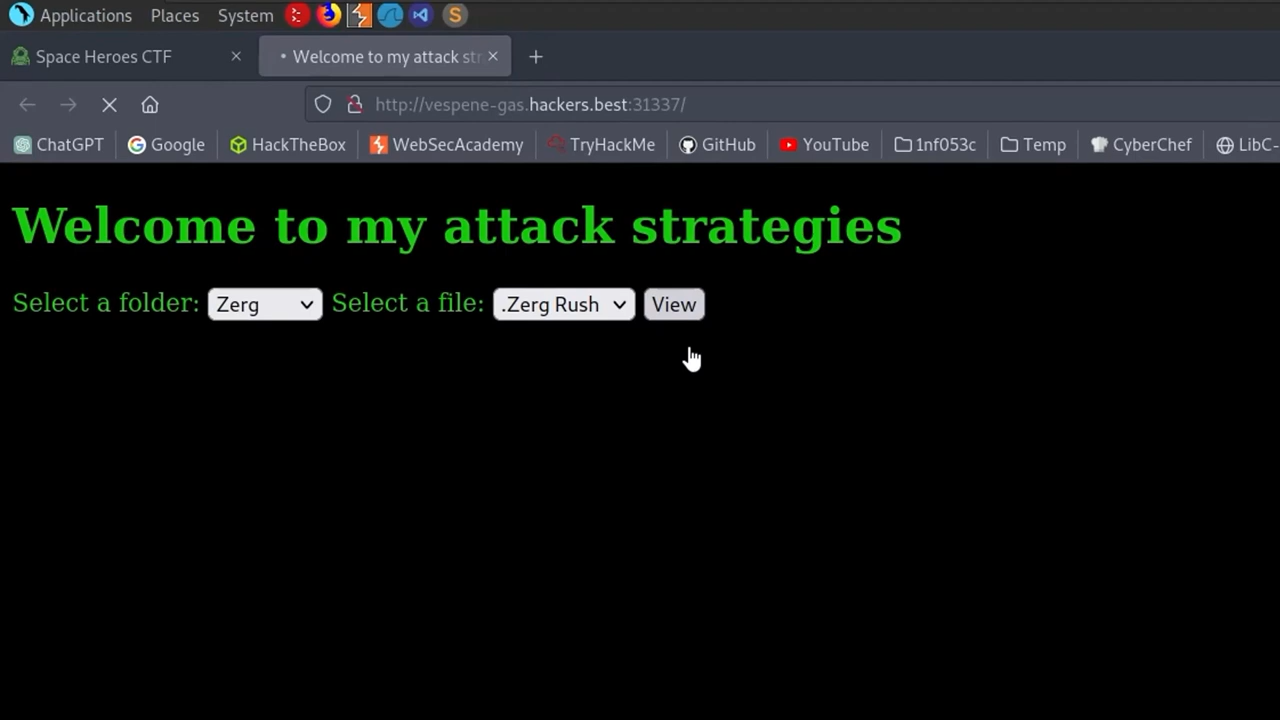 Applications Places System
Space Heroes CTF
Welcome to my attack str
http://vespene-gas.hackers.best:31337/
ChatGPT Google HackTheBox WebSecAcademy TryHackMe GitHub YouTube 1nf053c Temp CyberChef LibC-
Welcome to my attack strategies
Select a folder: Zerg Select a file: .Zerg Rush View